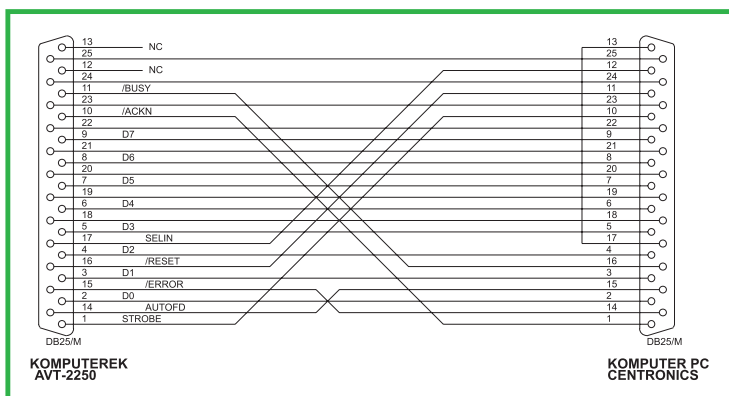 13 NC 13
25 25
12 NC 12
24 24
11 /BUSY 11
23 23
10 /ACKN 10
22 22
9 D7 9
21 21
8 D6 8
20 20
7 D5 7
19 19
6 D4 6
18 18
5 D3 5
17 SELIN 17
4 D2 4
16 /RESET 16
3 D1 3
15 /ERROR 15
2 D0 2
14 AUTOFD 14
1 STROBE 1
DB25/M DB25/M
KOMPUTEREK KOMPUTER PC
AVT-2250 CENTRONICS